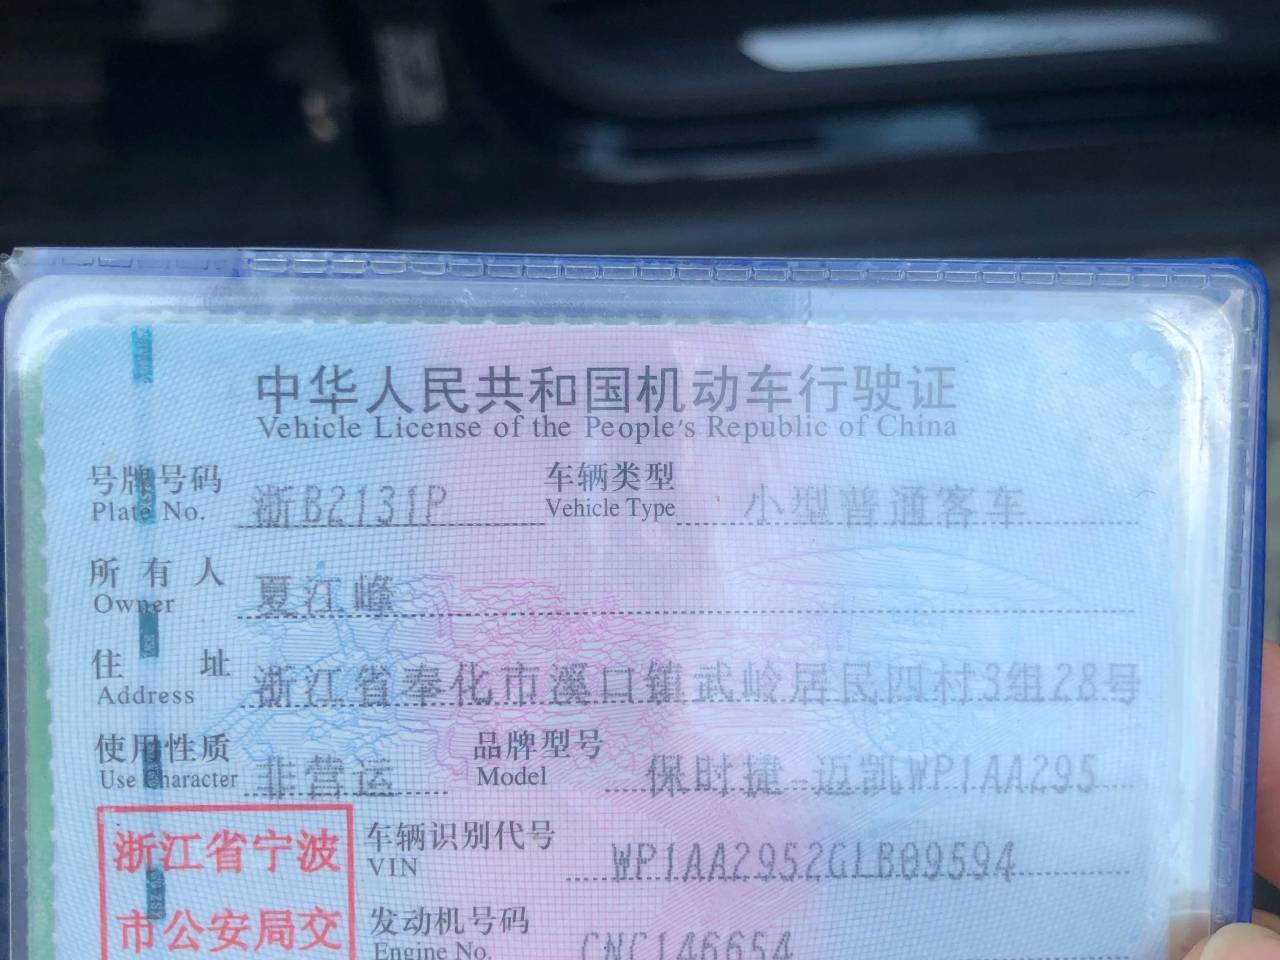 中华人民共和国机动车行驶证
Vehicle License of the People's Republic of China
号牌号码 浙B2131P 车辆类型 小型普通客车
Plate No. Vehicle Type
所有人 夏江峰
Owner
住址 浙江省奉化市溪口镇武岭居民四村3组28号
Address
使用性质 非营运 品牌型号 保时捷-迈凯WP1AA295
Use Character Model
浙江省宁波 车辆识别代号 WP1AA2952GLB09594
VIN
市公安局交 发动机号码 CNC146654
Engine No.